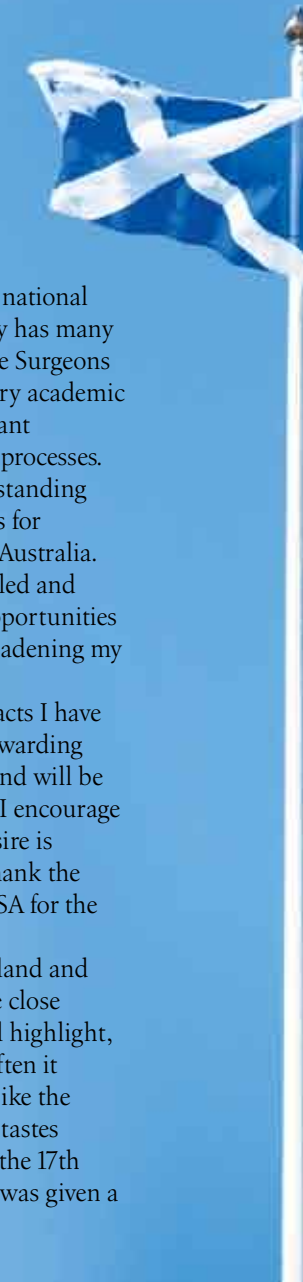 national
y has many
e Surgeons
ry academic
ant
processes.
standing
s for
Australia.
led and
portunities
adening my
acts I have
warding
nd will be
I encourage
sire is
hank the
SA for the
land and
e close
l highlight,
ften it
ike the
tastes
the 17th
was given a